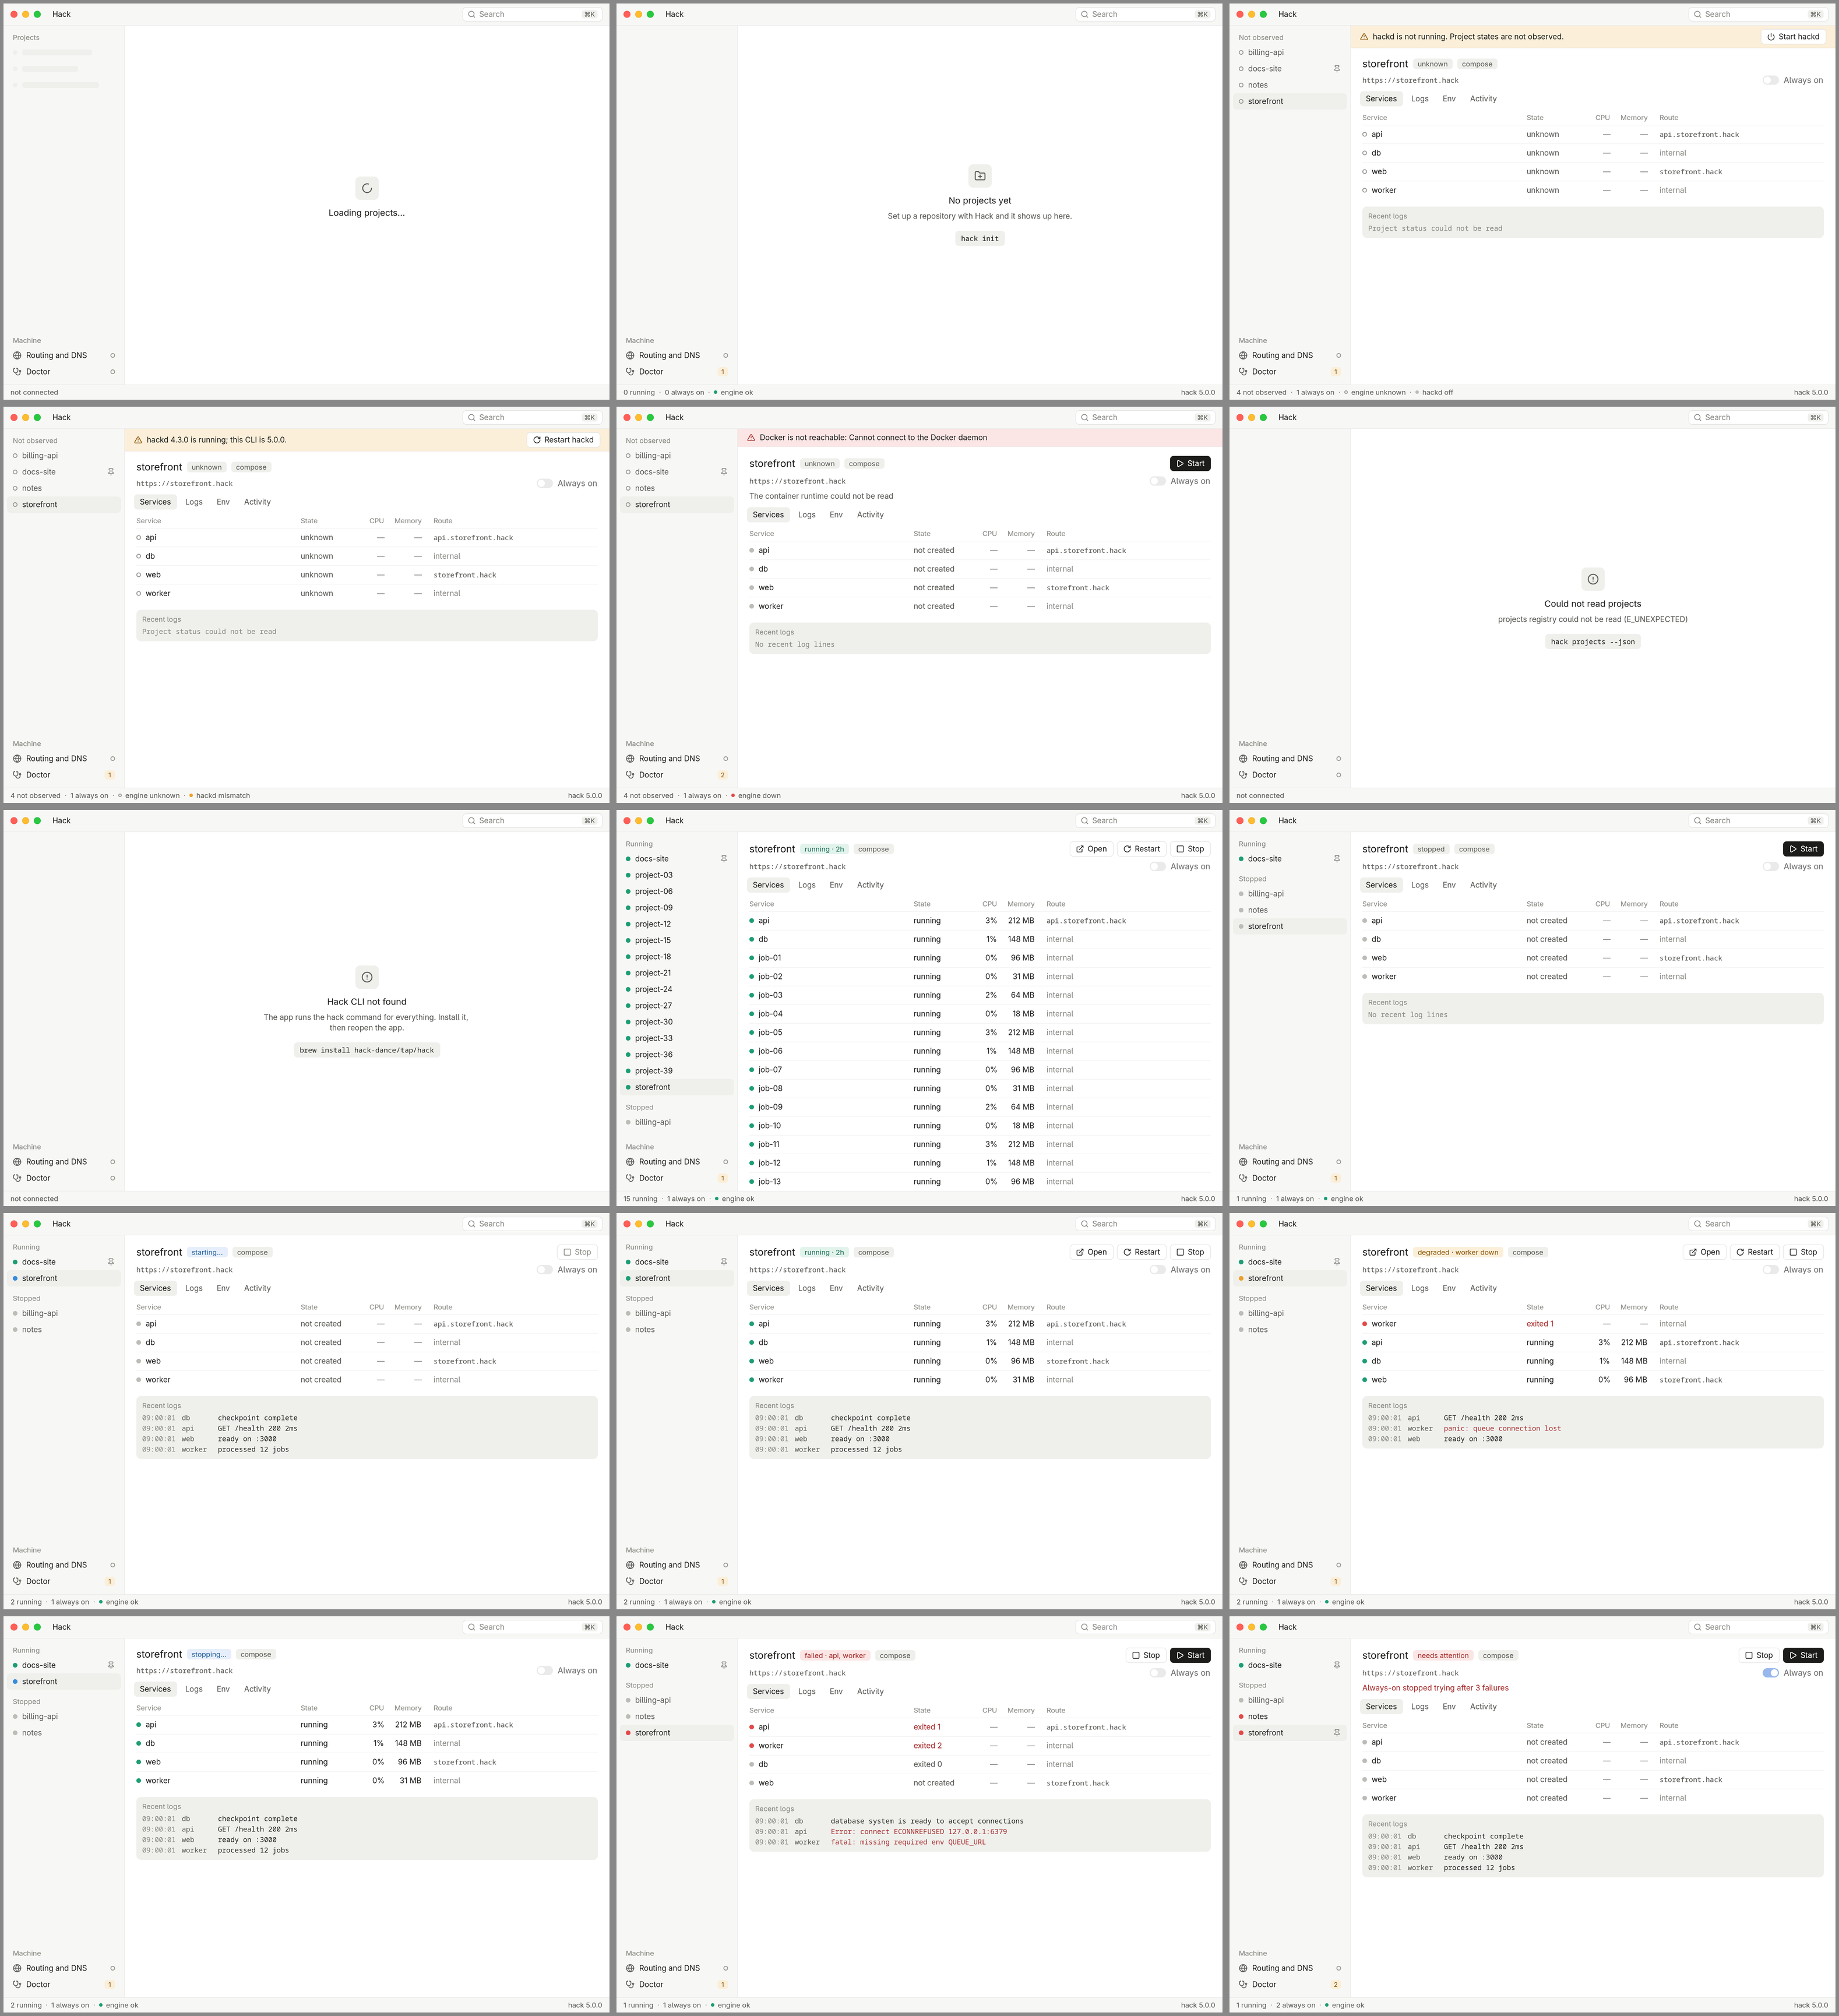 Hack
Search ⌘K
Projects
Loading projects...
Machine
Routing and DNS
Doctor
not connected
Hack
Search ⌘K
No projects yet
Set up a repository with Hack and it shows up here.
hack init
Machine
Routing and DNS
Doctor 1
0 running · 0 always on · engine ok hack 5.0.0
Hack
Search ⌘K
Not observed
billing-api
docs-site
notes
storefront
hackd is not running. Project states are not observed. Start hackd
storefront unknown compose
https://storefront.hack Always on
Services Logs Env Activity
Service State CPU Memory Route
api unknown — — api.storefront.hack
db unknown — — internal
web unknown — — storefront.hack
worker unknown — — internal
Recent logs
Project status could not be read
Machine
Routing and DNS
Doctor 1
4 not observed · 1 always on · engine unknown · hackd off hack 5.0.0
Hack
Search ⌘K
Not observed
billing-api
docs-site
notes
storefront
hackd 4.3.0 is running; this CLI is 5.0.0. Restart hackd
storefront unknown compose
https://storefront.hack Always on
Services Logs Env Activity
Service State CPU Memory Route
api unknown — — api.storefront.hack
db unknown — — internal
web unknown — — storefront.hack
worker unknown — — internal
Recent logs
Project status could not be read
Machine
Routing and DNS
Doctor 1
4 not observed · 1 always on · engine unknown · hackd mismatch hack 5.0.0
Hack
Search ⌘K
Not observed
billing-api
docs-site
notes
storefront
Docker is not reachable: Cannot connect to the Docker daemon
storefront unknown compose Start
https://storefront.hack Always on
The container runtime could not be read
Services Logs Env Activity
Service State CPU Memory Route
api not created — — api.storefront.hack
db not created — — internal
web not created — — storefront.hack
worker not created — — internal
Recent logs
No recent log lines
Machine
Routing and DNS
Doctor 2
4 not observed · 1 always on · engine down hack 5.0.0
Hack
Search ⌘K
Could not read projects
projects registry could not be read (E_UNEXPECTED)
hack projects --json
Machine
Routing and DNS
Doctor
not connected
Hack
Search ⌘K
Hack CLI not found
The app runs the hack command for everything. Install it,
then reopen the app.
brew install hack-dance/tap/hack
Machine
Routing and DNS
Doctor
not connected
Hack
Search ⌘K
Running
docs-site
project-03
project-06
project-09
project-12
project-15
project-18
project-21
project-24
project-27
project-30
project-33
project-36
project-39
storefront
Stopped
billing-api
storefront running · 2h compose Open Restart Stop
https://storefront.hack Always on
Services Logs Env Activity
Service State CPU Memory Route
api running 3% 212 MB api.storefront.hack
db running 1% 148 MB internal
job-01 running 0% 96 MB internal
job-02 running 0% 31 MB internal
job-03 running 2% 64 MB internal
job-04 running 0% 18 MB internal
job-05 running 3% 212 MB internal
job-06 running 1% 148 MB internal
job-07 running 0% 96 MB internal
job-08 running 0% 31 MB internal
job-09 running 2% 64 MB internal
job-10 running 0% 18 MB internal
job-11 running 3% 212 MB internal
job-12 running 1% 148 MB internal
job-13 running 0% 96 MB internal
Machine
Routing and DNS
Doctor 1
15 running · 1 always on · engine ok hack 5.0.0
Hack
Search ⌘K
Running
docs-site
Stopped
billing-api
notes
storefront
storefront stopped compose Start
https://storefront.hack Always on
Services Logs Env Activity
Service State CPU Memory Route
api not created — — api.storefront.hack
db not created — — internal
web not created — — storefront.hack
worker not created — — internal
Recent logs
No recent log lines
Machine
Routing and DNS
Doctor 1
1 running · 1 always on · engine ok hack 5.0.0
Hack
Search ⌘K
Running
docs-site
storefront
Stopped
billing-api
notes
storefront starting... compose Stop
https://storefront.hack Always on
Services Logs Env Activity
Service State CPU Memory Route
api not created — — api.storefront.hack
db not created — — internal
web not created — — storefront.hack
worker not created — — internal
Recent logs
09:00:01 db checkpoint complete
09:00:01 api GET /health 200 2ms
09:00:01 web ready on :3000
09:00:01 worker processed 12 jobs
Machine
Routing and DNS
Doctor 1
2 running · 1 always on · engine ok hack 5.0.0
Hack
Search ⌘K
Running
docs-site
storefront
Stopped
billing-api
notes
storefront running · 2h compose Open Restart Stop
https://storefront.hack Always on
Services Logs Env Activity
Service State CPU Memory Route
api running 3% 212 MB api.storefront.hack
db running 1% 148 MB internal
web running 0% 96 MB storefront.hack
worker running 0% 31 MB internal
Recent logs
09:00:01 db checkpoint complete
09:00:01 api GET /health 200 2ms
09:00:01 web ready on :3000
09:00:01 worker processed 12 jobs
Machine
Routing and DNS
Doctor 1
2 running · 1 always on · engine ok hack 5.0.0
Hack
Search ⌘K
Running
docs-site
storefront
Stopped
billing-api
notes
storefront degraded · worker down compose Open Restart Stop
https://storefront.hack Always on
Services Logs Env Activity
Service State CPU Memory Route
worker exited 1 — — internal
api running 3% 212 MB api.storefront.hack
db running 1% 148 MB internal
web running 0% 96 MB storefront.hack
Recent logs
09:00:01 api GET /health 200 2ms
09:00:01 worker panic: queue connection lost
09:00:01 web ready on :3000
Machine
Routing and DNS
Doctor 1
2 running · 1 always on · engine ok hack 5.0.0
Hack
Search ⌘K
Running
docs-site
storefront
Stopped
billing-api
notes
storefront stopping... compose
https://storefront.hack Always on
Services Logs Env Activity
Service State CPU Memory Route
api running 3% 212 MB api.storefront.hack
db running 1% 148 MB internal
web running 0% 96 MB storefront.hack
worker running 0% 31 MB internal
Recent logs
09:00:01 db checkpoint complete
09:00:01 api GET /health 200 2ms
09:00:01 web ready on :3000
09:00:01 worker processed 12 jobs
Machine
Routing and DNS
Doctor 1
2 running · 1 always on · engine ok hack 5.0.0
Hack
Search ⌘K
Running
docs-site
Stopped
billing-api
notes
storefront
storefront failed · api, worker compose Stop Start
https://storefront.hack Always on
Services Logs Env Activity
Service State CPU Memory Route
api exited 1 — — api.storefront.hack
worker exited 2 — — internal
db exited 0 — — internal
web not created — — storefront.hack
Recent logs
09:00:01 db database system is ready to accept connections
09:00:01 api Error: connect ECONNREFUSED 127.0.0.1:6379
09:00:01 worker fatal: missing required env QUEUE_URL
Machine
Routing and DNS
Doctor 1
1 running · 1 always on · engine ok hack 5.0.0
Hack
Search ⌘K
Running
docs-site
Stopped
billing-api
notes
storefront
storefront needs attention compose Stop Start
https://storefront.hack Always on
Always-on stopped trying after 3 failures
Services Logs Env Activity
Service State CPU Memory Route
api not created — — api.storefront.hack
db not created — — internal
web not created — — storefront.hack
worker not created — — internal
Recent logs
09:00:01 db checkpoint complete
09:00:01 api GET /health 200 2ms
09:00:01 web ready on :3000
09:00:01 worker processed 12 jobs
Machine
Routing and DNS
Doctor 2
1 running · 2 always on · engine ok hack 5.0.0